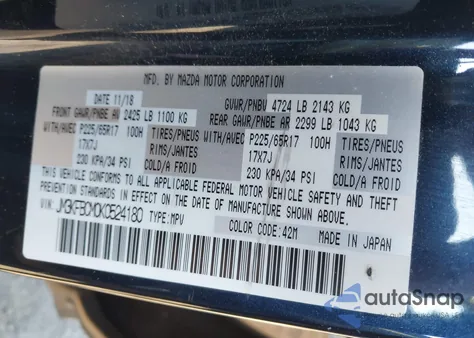 MFD. BY MAZDA MOTOR CORPORATION
DATE 11/18 GVWR/PNBV 4724 LB 2143 KG
FRONT GAWR/PNBE AV 2425 LB 1100 KG REAR GAWR/PNBE AR 2299 LB 1043 KG
WITH/AVEC P225/65R17 100H TIRES/PNEUS WITH/AVEC P225/65R17 100H TIRES/PNEUS
17X7J RIMS/JANTES 17X7J RIMS/JANTES
230 KPA/34 PSI COLD/A FROID 230 KPA/34 PSI COLD/A FROID
THIS VEHICLE CONFORMS TO ALL APPLICABLE FEDERAL MOTOR VEHICLE SAFETY AND THEFT
PREVENTION STANDARDS IN EFFECT ON THE DATE OF MANUFACTURE SHOWN ABOVE.
VIN: JM3KFBCM0K0524180 TYPE:MPV COLOR CODE:42M MADE IN JAPAN
autoSnap